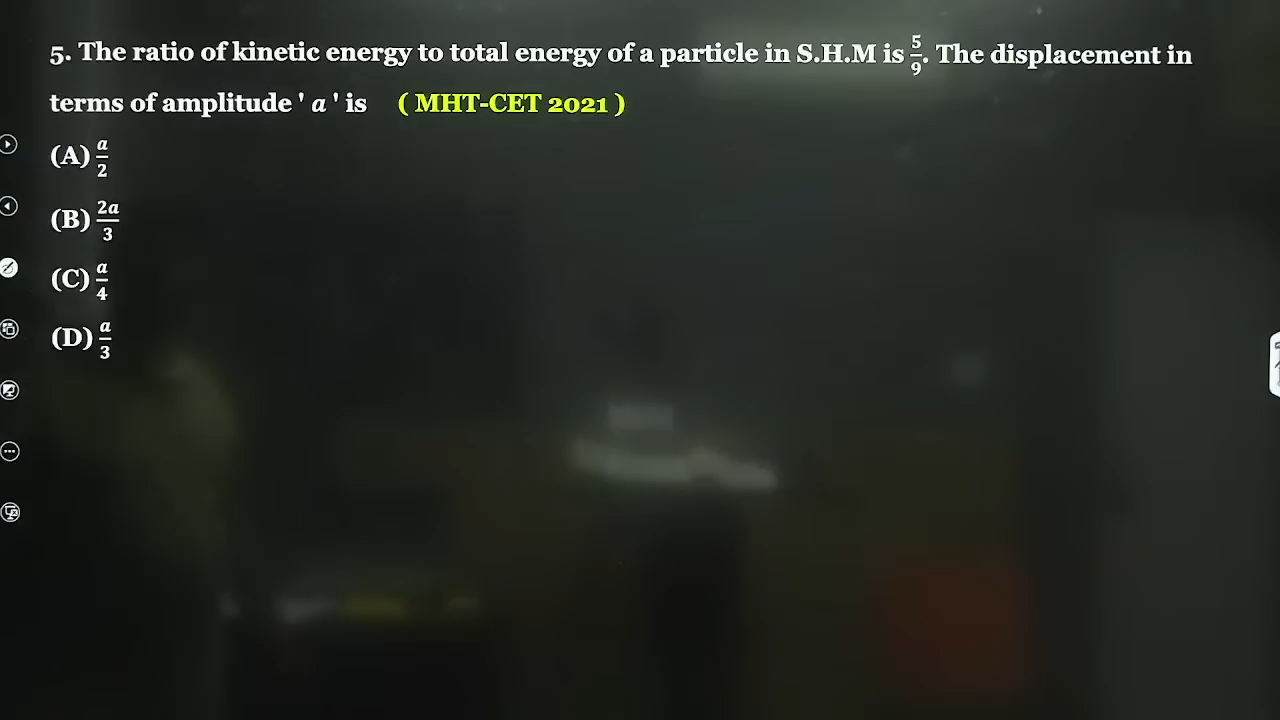 5. The ratio of kinetic energy to total energy of a particle in S.H.M is 5/9. The displacement in
terms of amplitude ' a ' is ( MHT-CET 2021 )
(A) a/2
(B) 2a/3
(C) a/4
(D) a/3